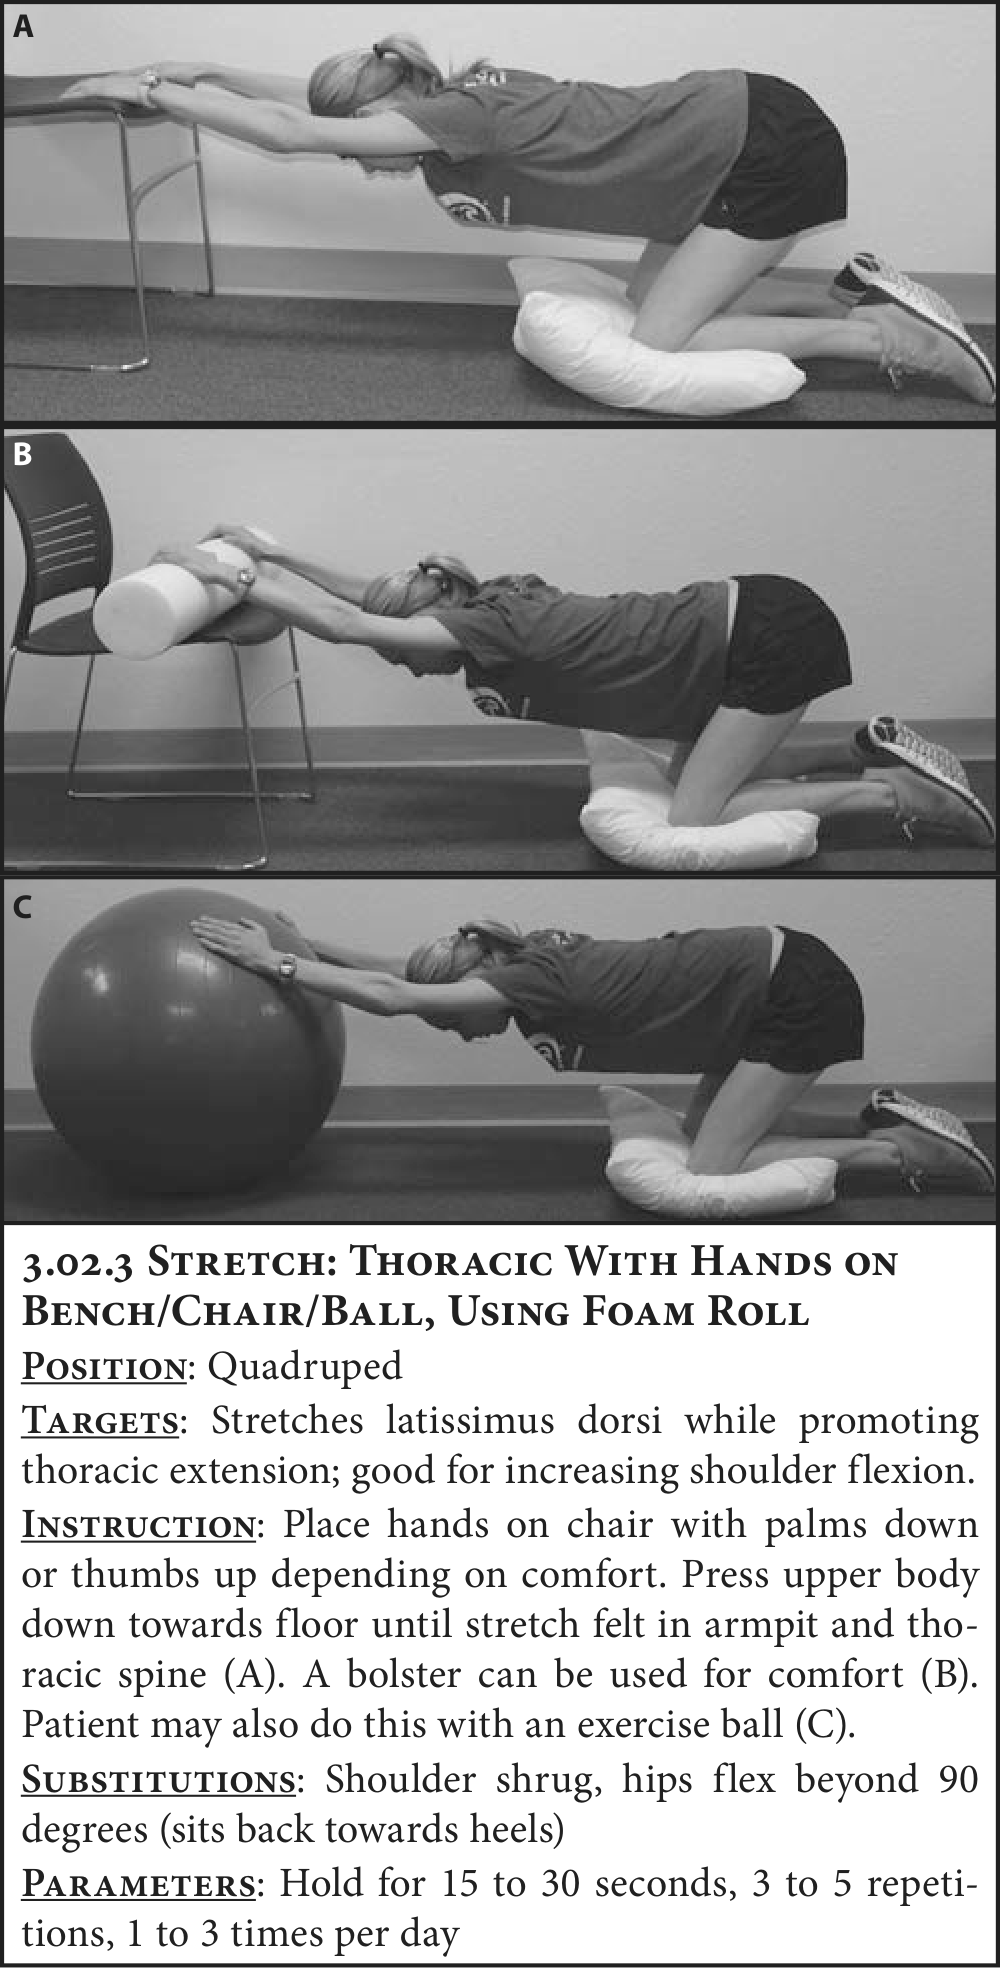 A
B
C
3.02.3 Stretch: Thoracic With Hands on
Bench/Chair/Ball, Using Foam Roll
Position: Quadruped
Targets: Stretches latissimus dorsi while promoting
thoracic extension; good for increasing shoulder flexion.
Instruction: Place hands on chair with palms down
or thumbs up depending on comfort. Press upper body
down towards floor until stretch felt in armpit and tho-
racic spine (A). A bolster can be used for comfort (B).
Patient may also do this with an exercise ball (C).
Substitutions: Shoulder shrug, hips flex beyond 90
degrees (sits back towards heels)
Parameters: Hold for 15 to 30 seconds, 3 to 5 repeti-
tions, 1 to 3 times per day